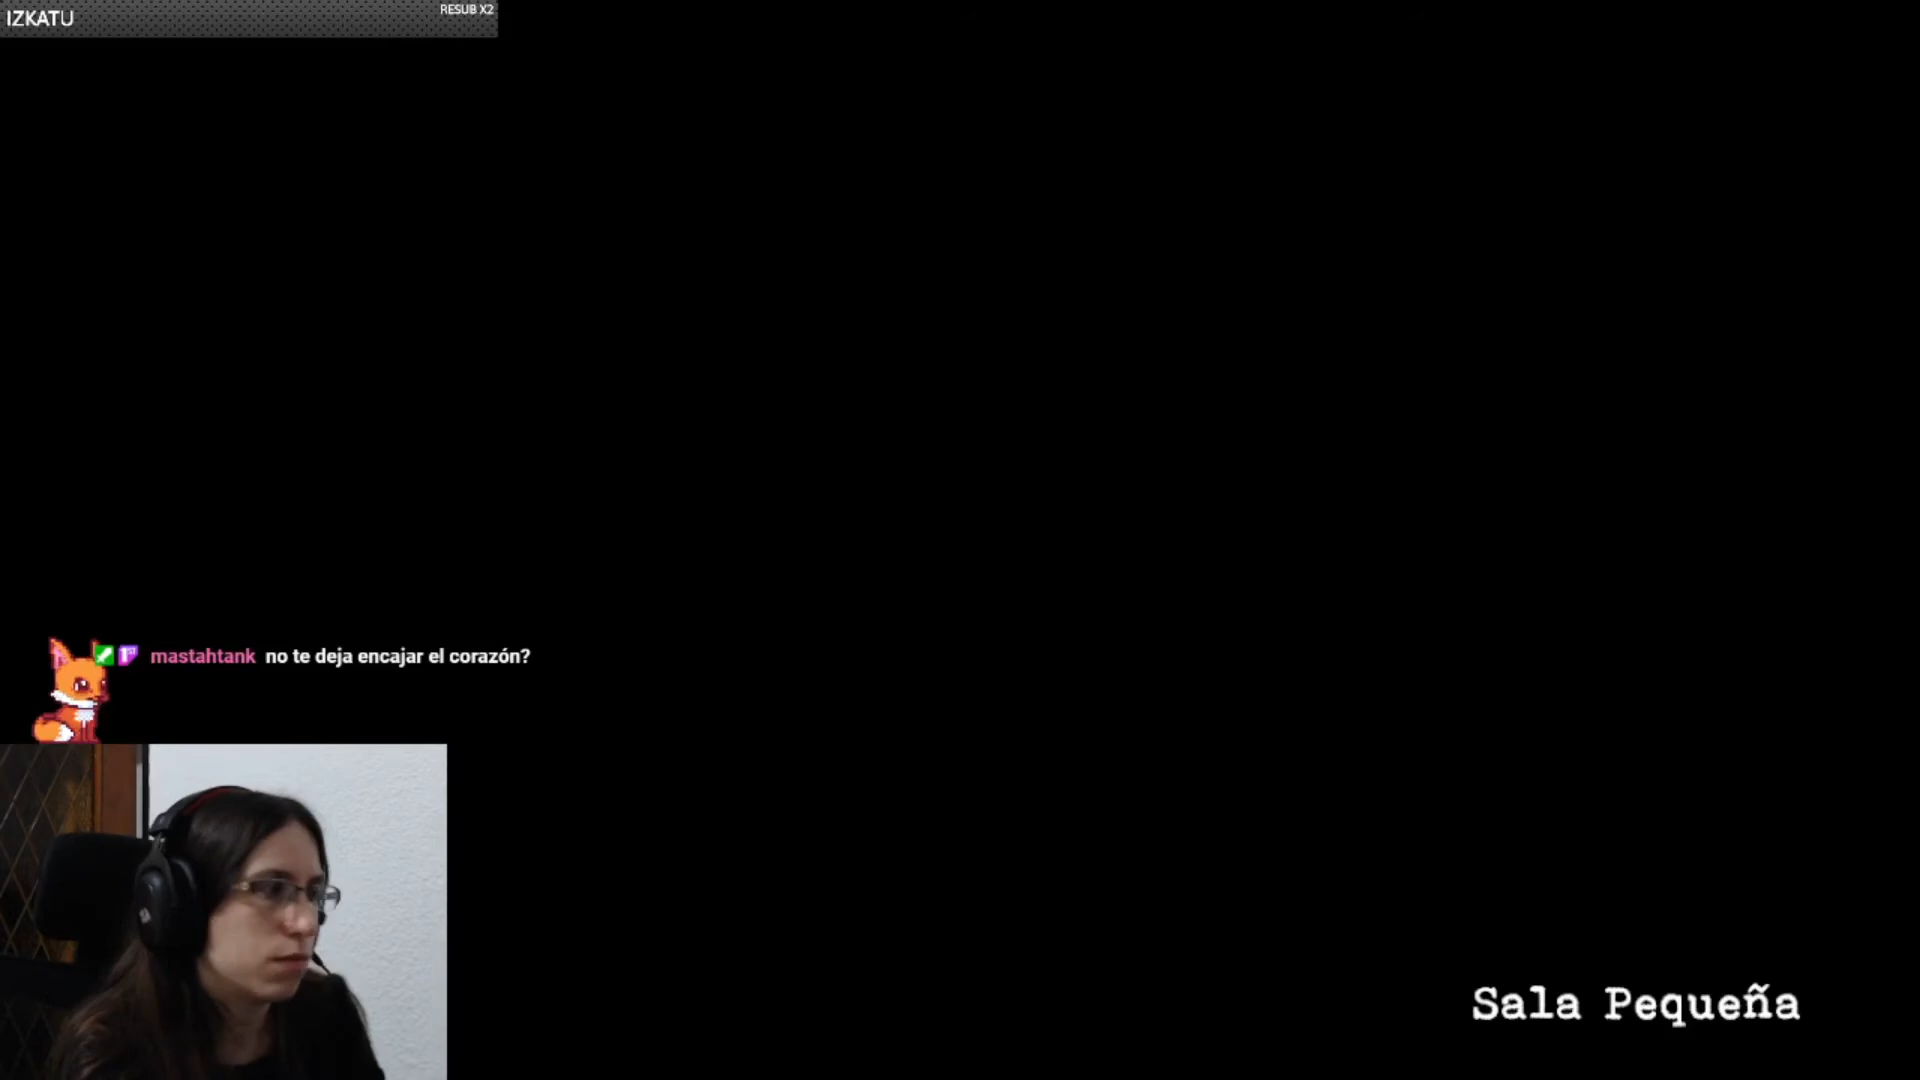 IZKATU
RESUB X2
mastahtank no te deja encajar el corazón?
Sala Pequeña